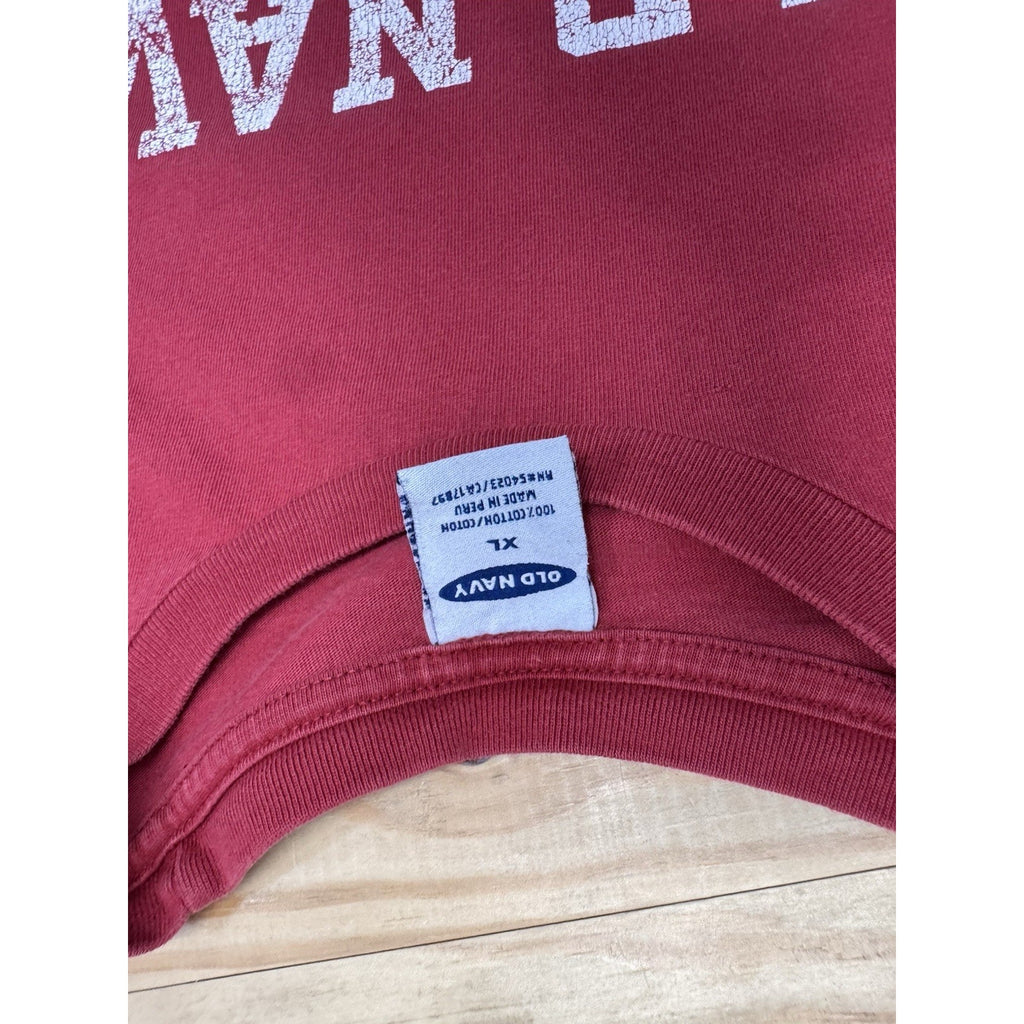 D NAV
OLD NAVY
XL
100% COTTON/COTON
MADE IN PERU
RN#54023/CA17897